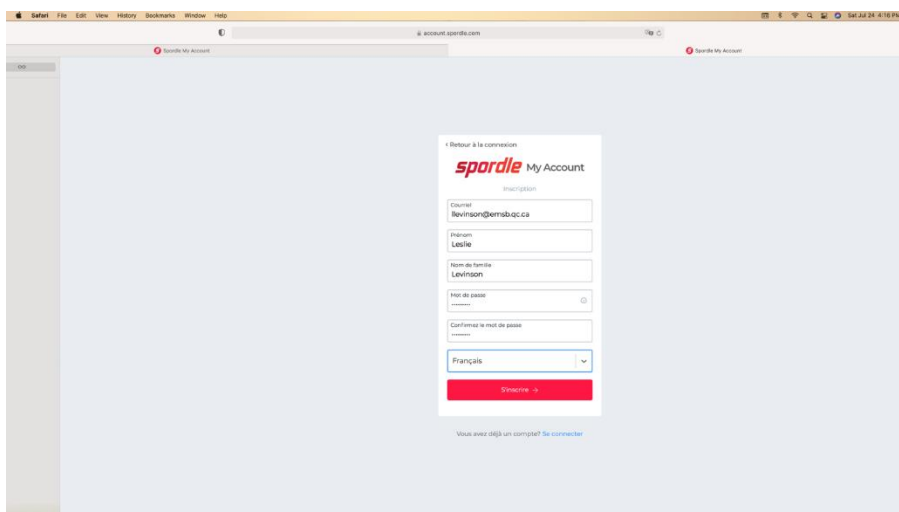 Safari File Edit View History Bookmarks Window Help
Sat Jul 24 4:16 PM
account.spordle.com
Spordle My Account
Spordle My Account
‹ Retour à la connexion
spordle My Account
Inscription
Courriel
llevinson@emsb.qc.ca
Prénom
Leslie
Nom de famille
Levinson
Mot de passe
Confirmez le mot de passe
Français
S'inscrire →
Vous avez déjà un compte? Se connecter